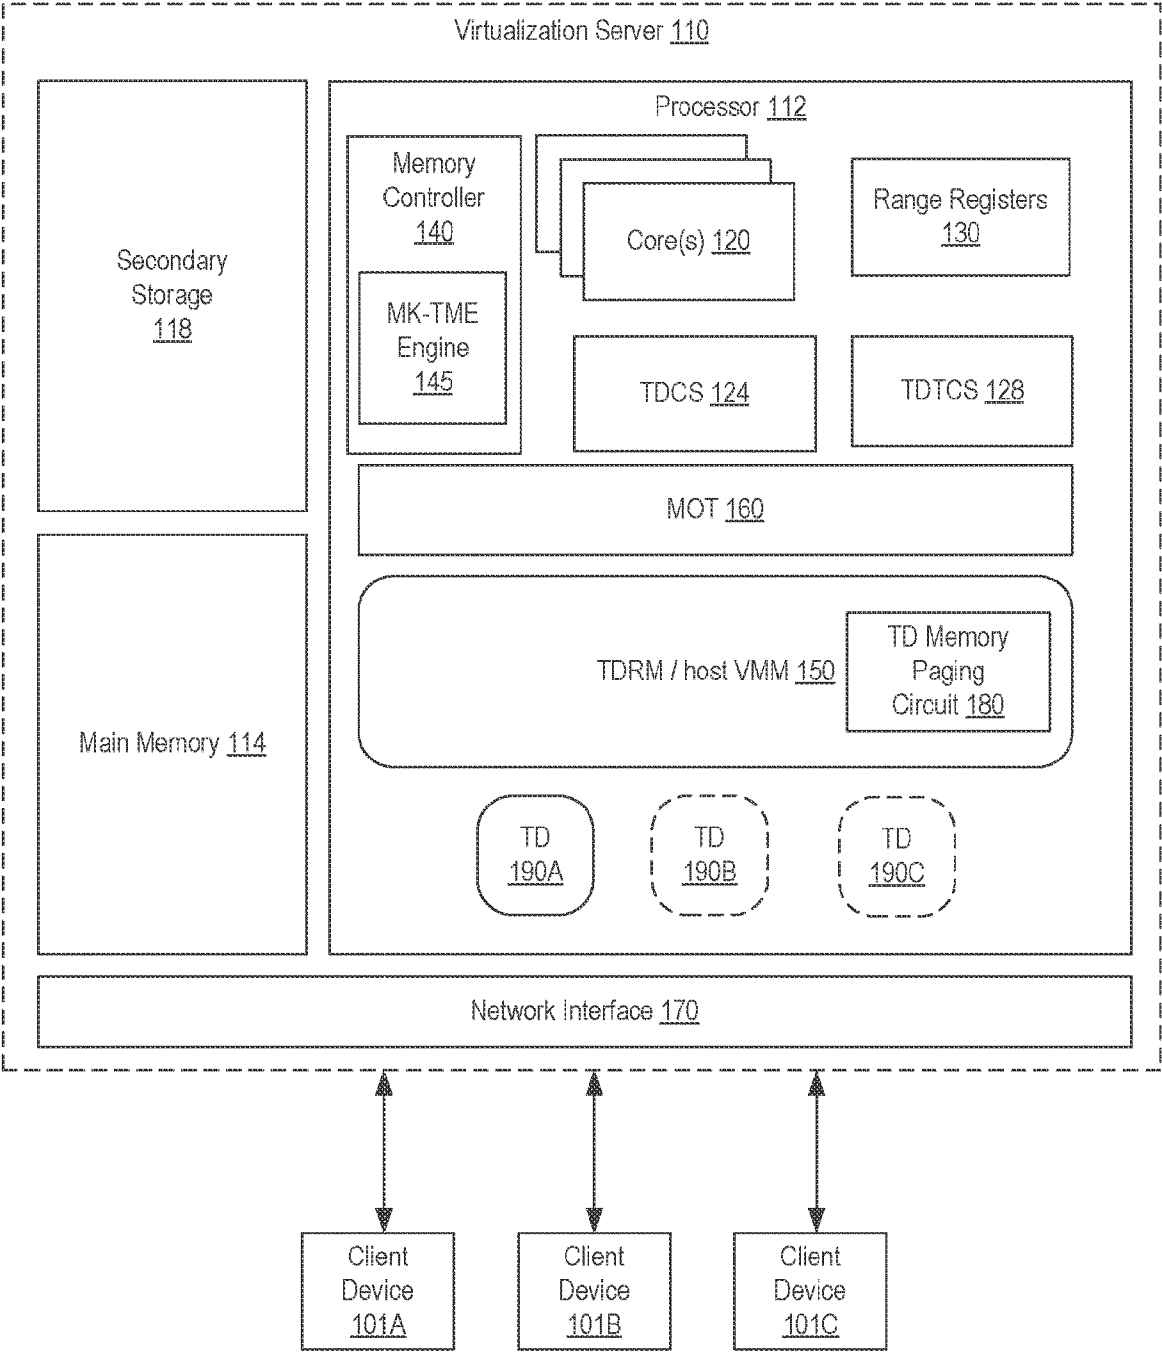 Virtualization Server 110
Secondary
Storage
118
Main Memory 114
Processor 112
Memory
Controller
140
MK-TME
Engine
145
Core(s) 120
Range Registers
130
TDCS 124
TDTCS 128
MOT 160
TDRM / host VMM 150
TD Memory
Paging
Circuit 180
TD
190A
TD
190B
TD
190C
Network Interface 170
Client
Device
101A
Client
Device
101B
Client
Device
101C